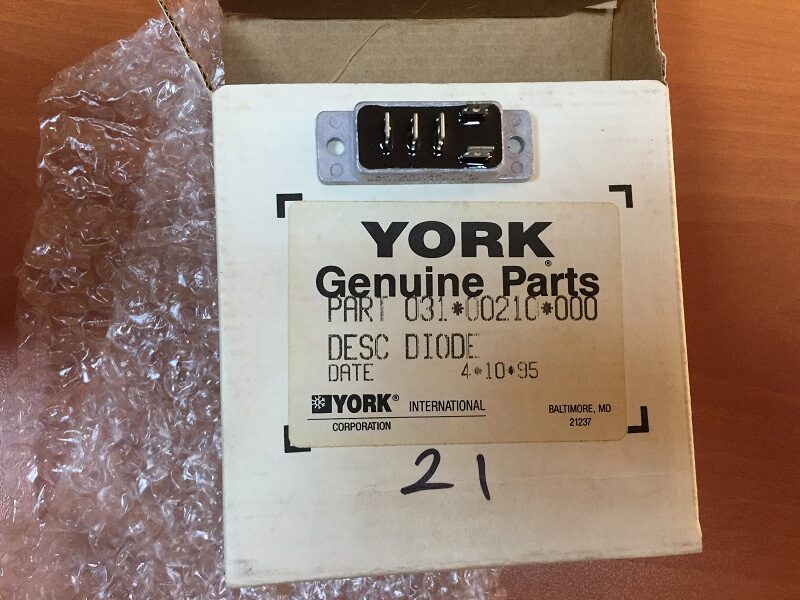 YORK®
Genuine Parts
PART 031*00210*000
DESC DIODE
DATE 4*10*95
YORK® INTERNATIONAL
CORPORATION
BALTIMORE, MD
21237
21